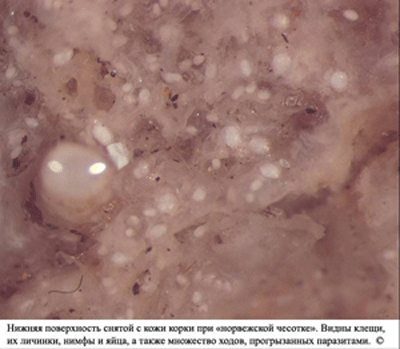 Нижняя поверхность снятой с кожи корки при «норвежской чесотке». Видны клещи,
их личинки, нимфы и яйца, а также множество ходов, прогрызанных паразитами. ©